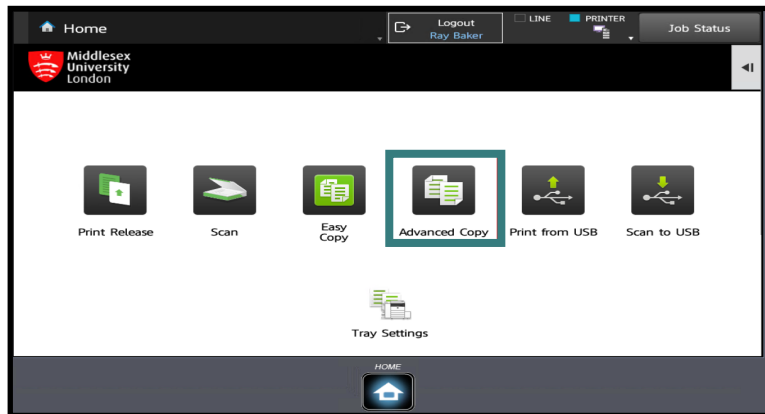 Home
Logout
Ray Baker
LINE
PRINTER
Job Status
Middlesex
University
London
Print Release
Scan
Easy
Copy
Advanced Copy
Print from USB
Scan to USB
Tray Settings
HOME